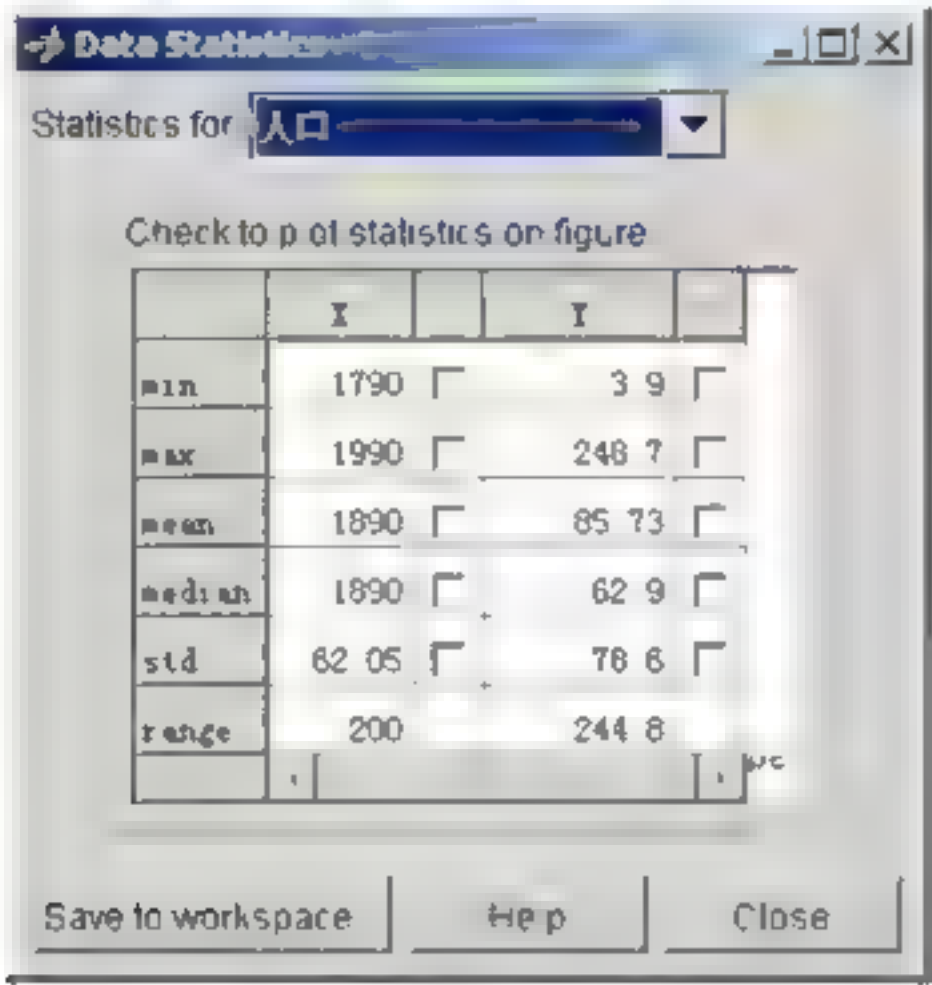 Data Statistics
Statistics for 人口
Check to plot statistics on figure
X Y
min 1790 3.9
max 1990 248.7
mean 1890 85.73
median 1890 62.9
std 62.05 78.6
range 200 244.8
Save to workspace Help Close